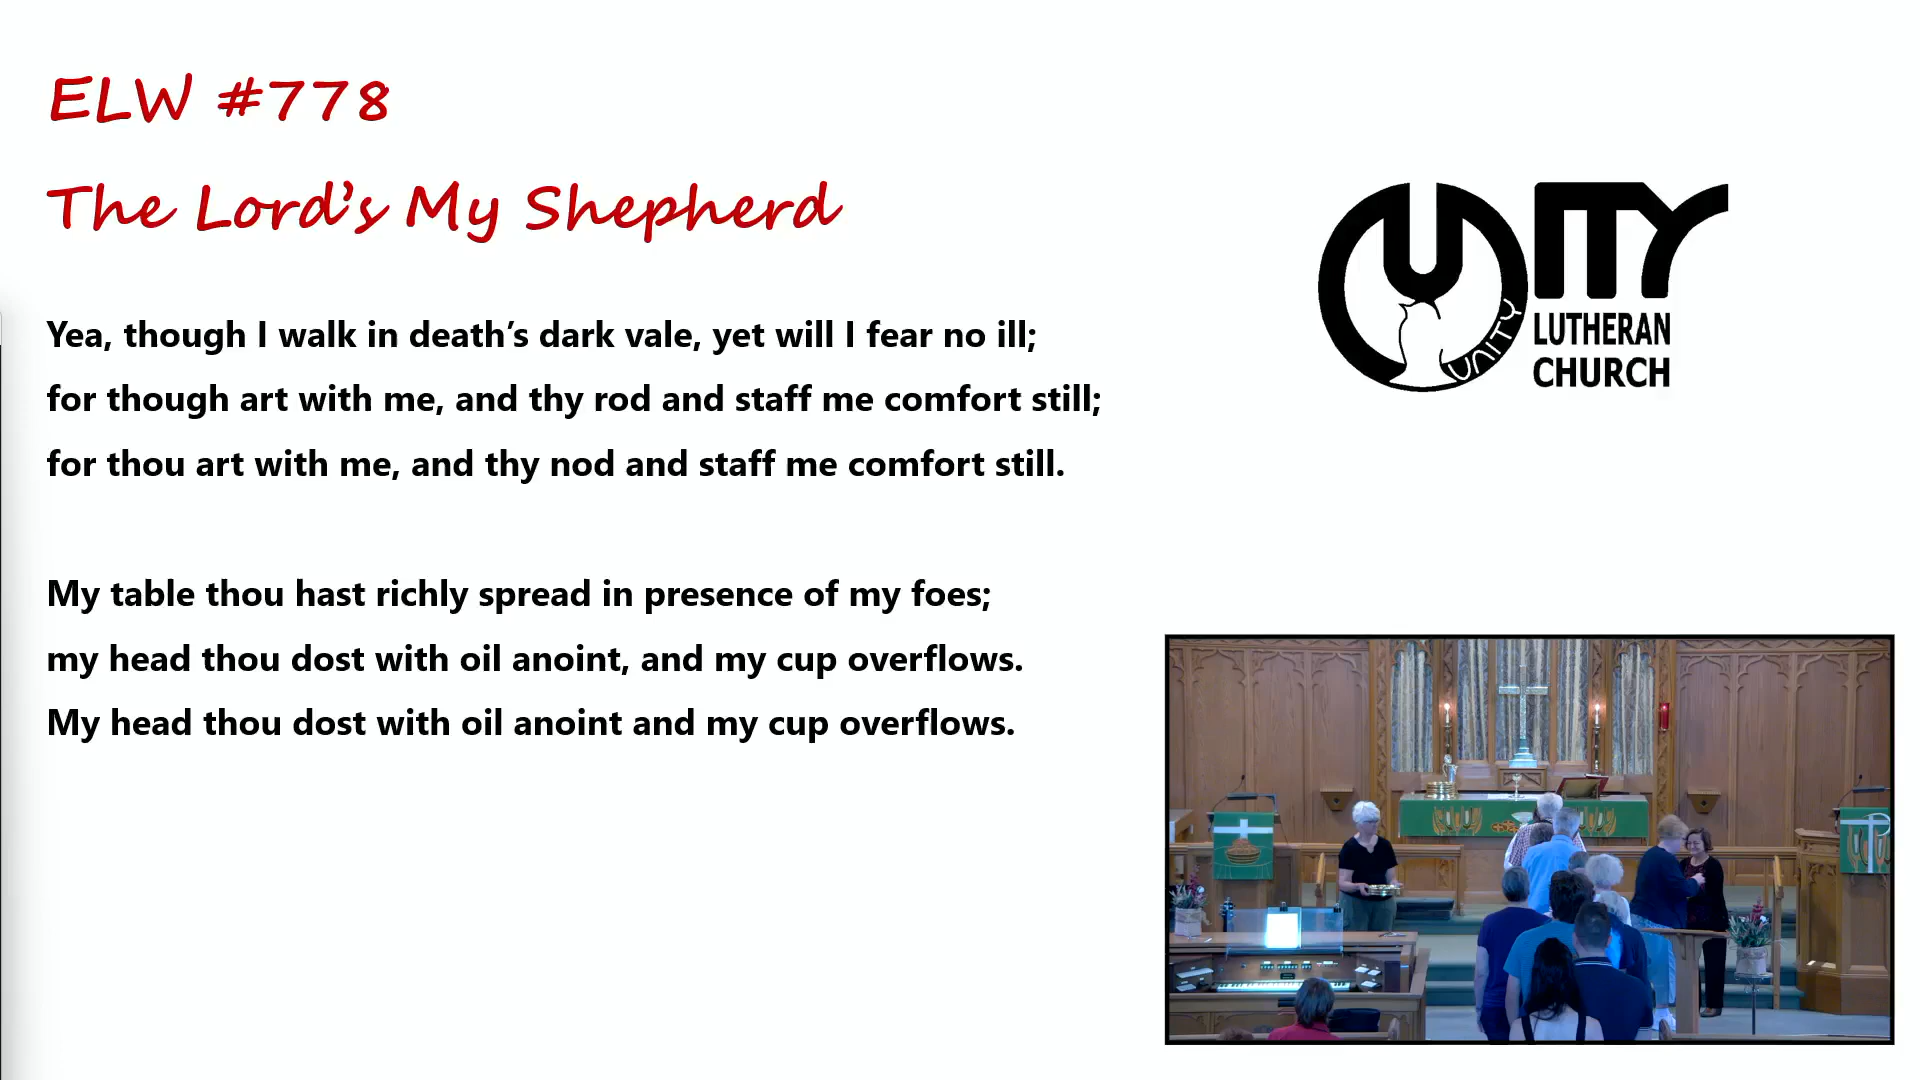 ELW #778
The Lord’s My Shepherd
Yea, though I walk in death’s dark vale, yet will I fear no ill;
for though art with me, and thy rod and staff me comfort still;
for thou art with me, and thy nod and staff me comfort still.
My table thou hast richly spread in presence of my foes;
my head thou dost with oil anoint, and my cup overflows.
My head thou dost with oil anoint and my cup overflows.
UNITY
UNITY
LUTHERAN
CHURCH